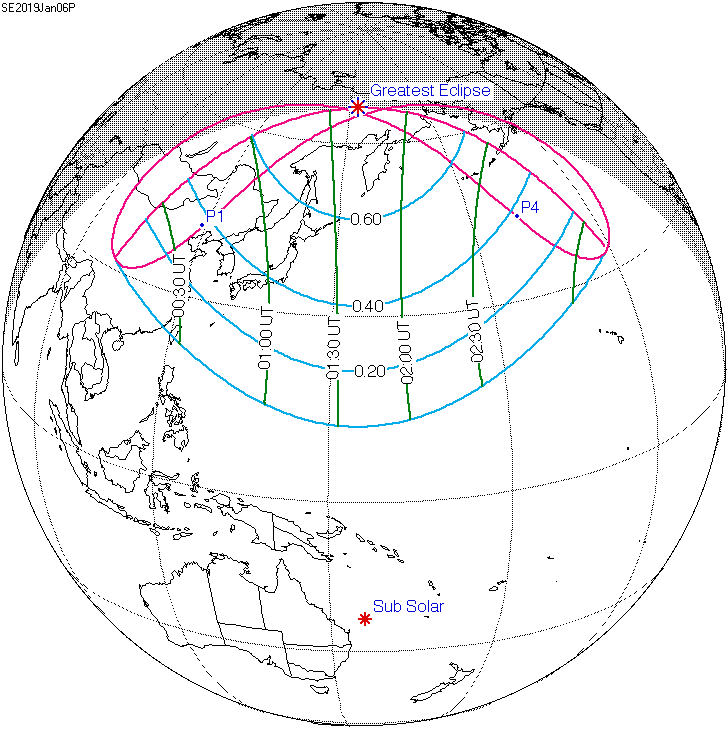 SE2019Jan06P
Greatest Eclipse
P1
P4
0.60
0.40
0.20
00:30 UT
01:00 UT
01:30 UT
02:00 UT
02:30 UT
Sub Solar